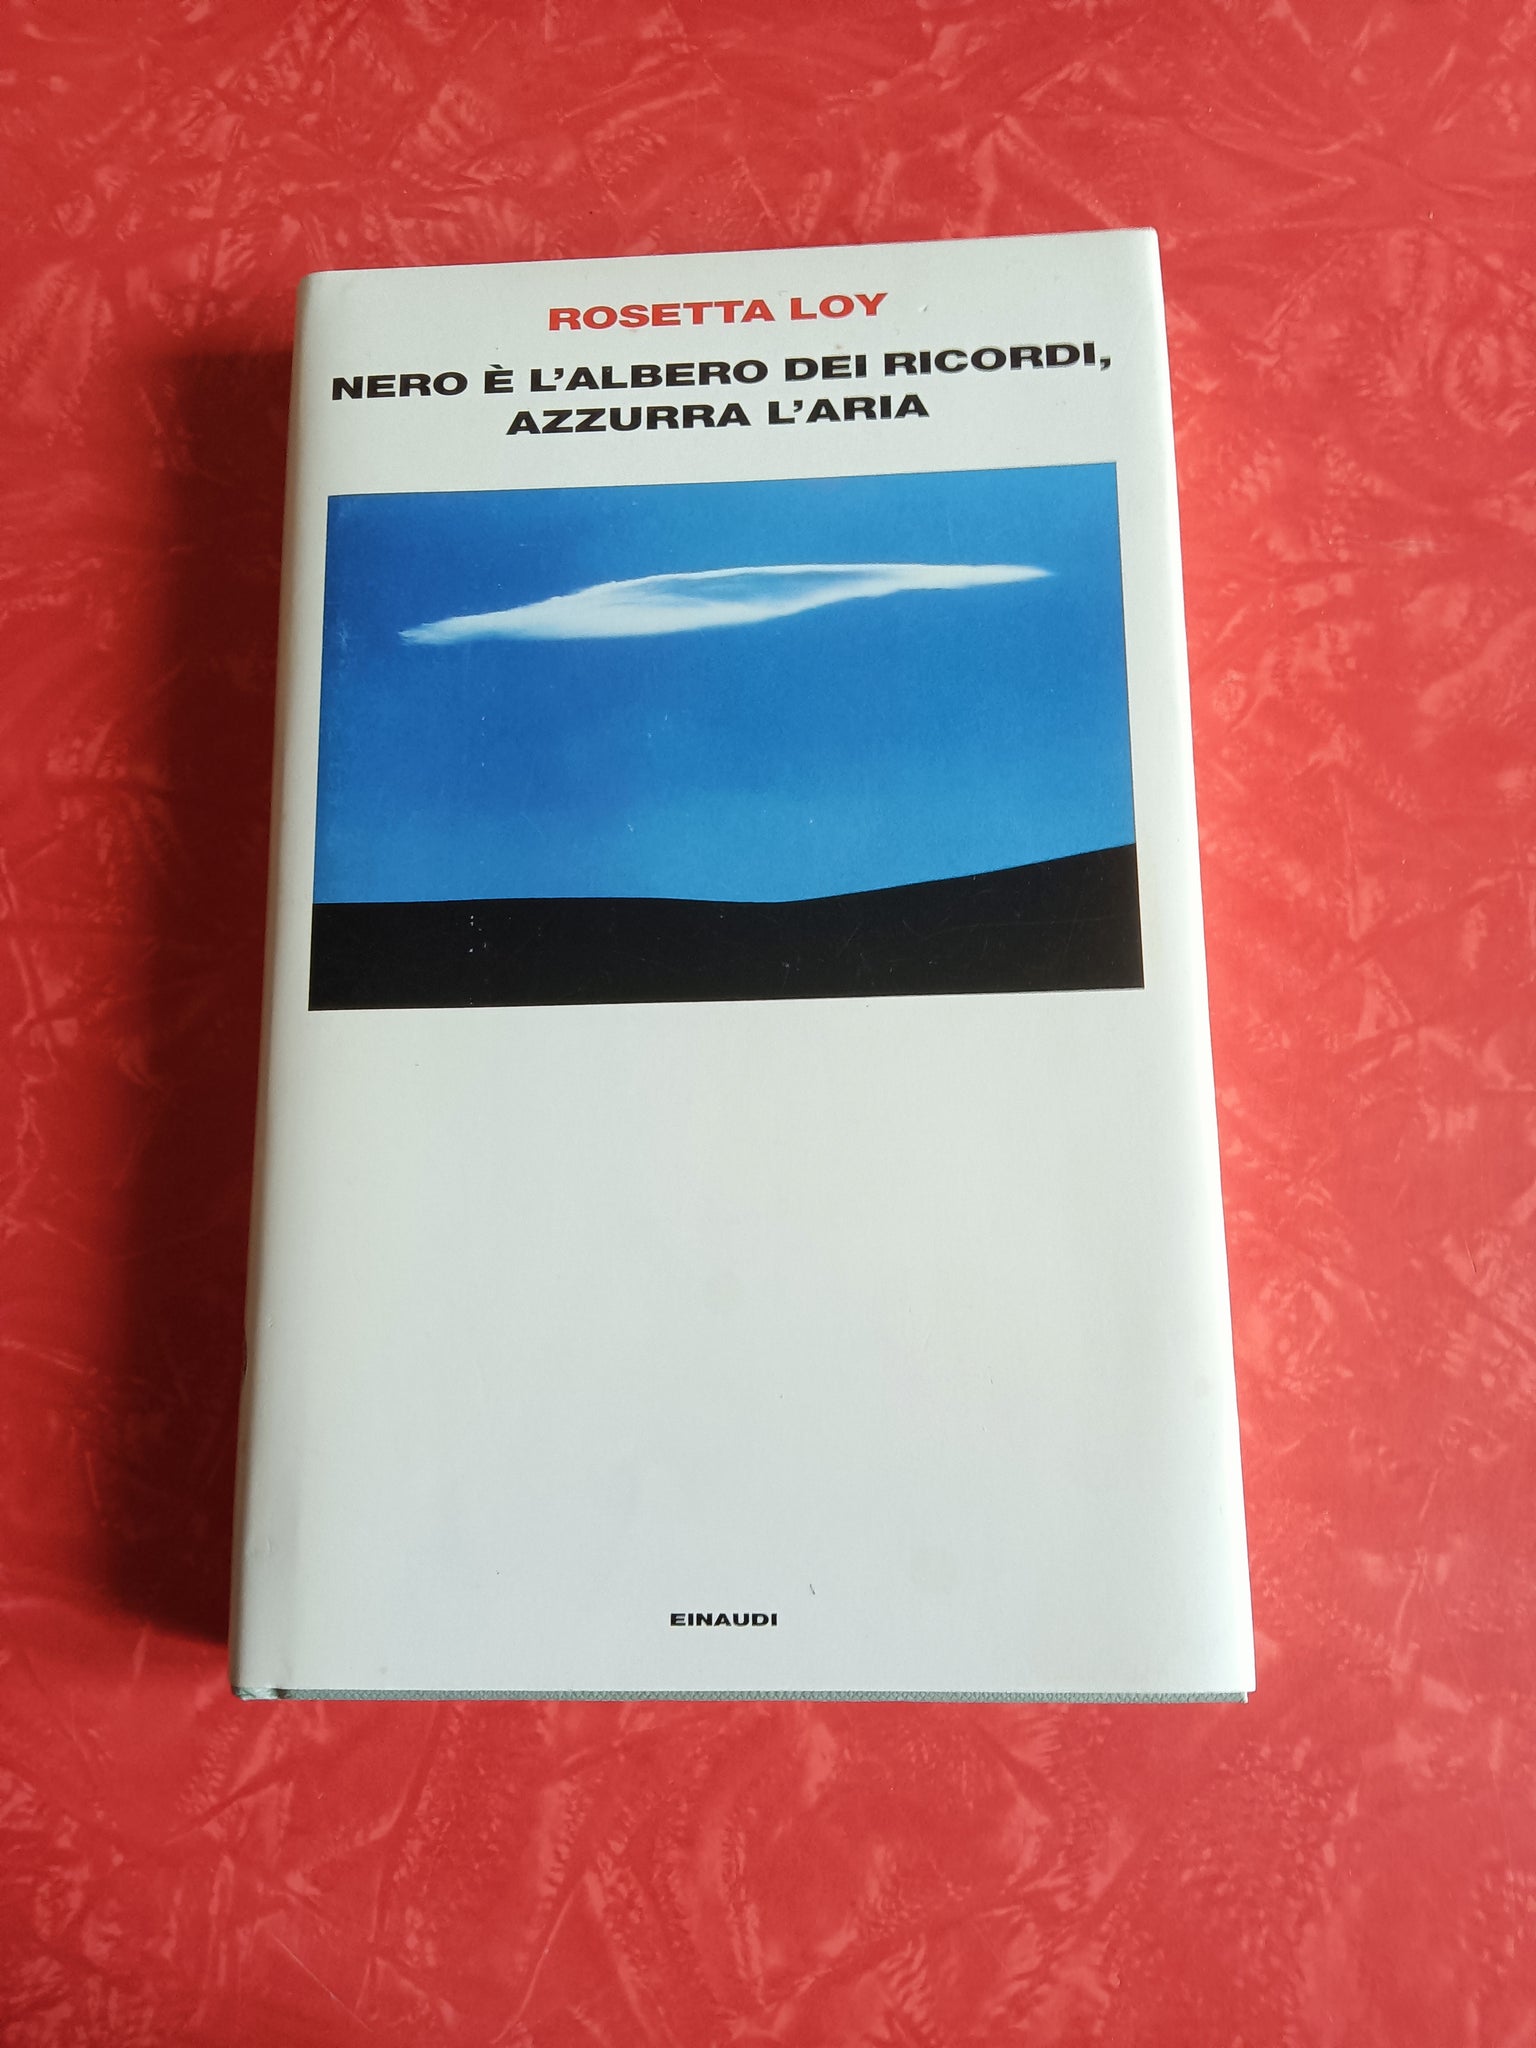 ROSETTA LOY
NERO È L'ALBERO DEI RICORDI,
AZZURRA L'ARIA
EINAUDI